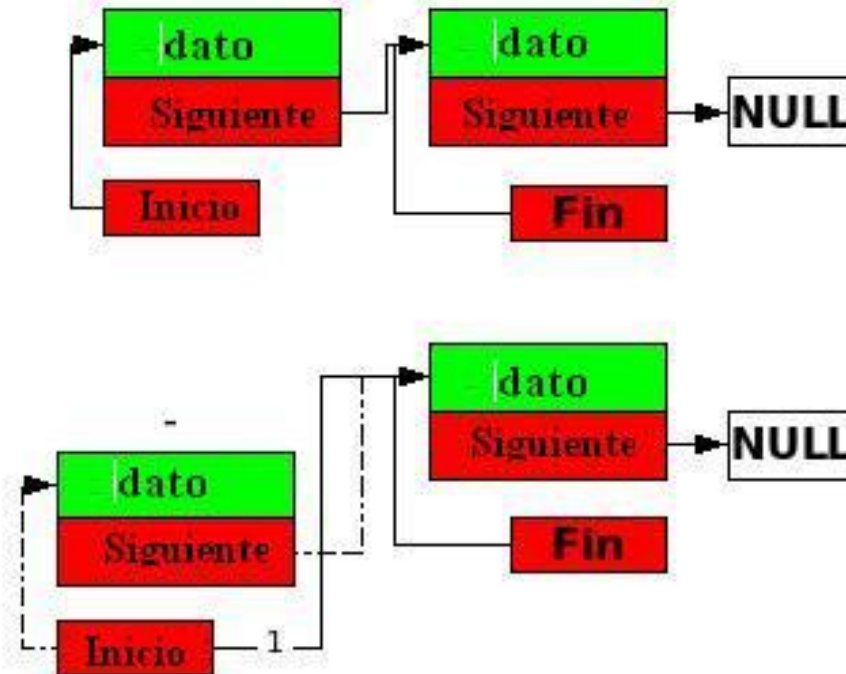 dato
dato
Siguiente
Siguiente
NULL
Inicio
Fin
dato
-
Siguiente
NULL
dato
Siguiente
Fin
Inicio
1